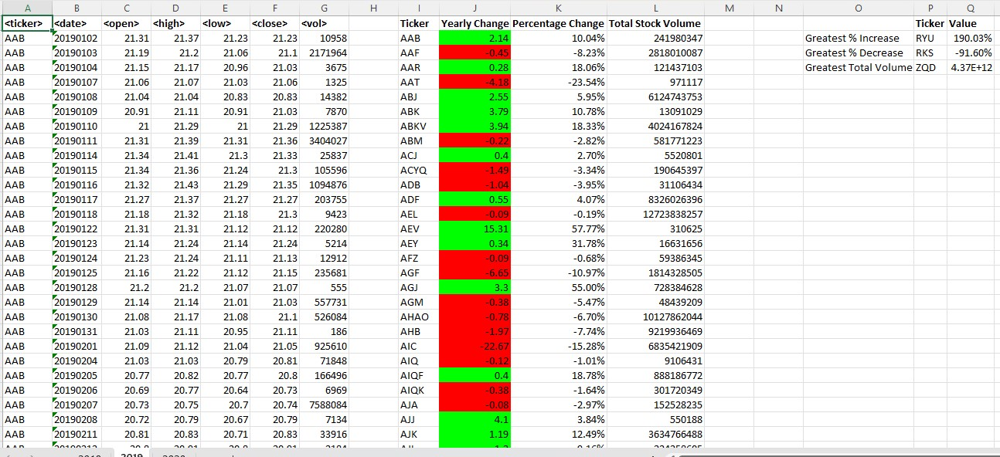 A B C D E F G H I J K L M N O P Q
<ticker> <date> <open> <high> <low> <close> <vol> Ticker Yearly Change Percentage Change Total Stock Volume Ticker Value
AAB 20190102 21.31 21.37 21.23 21.23 10958 AAB 2.14 10.04% 241980347 Greatest % Increase RYU 190.03%
AAB 20190103 21.19 21.2 21.06 21.1 2171964 AAF -0.45 -8.23% 2818010087 Greatest % Decrease RKS -91.60%
AAB 20190104 21.15 21.17 20.96 21.03 3675 AAR 0.28 18.06% 121437103 Greatest Total Volume ZQD 4.37E+12
AAB 20190107 21.06 21.07 21.03 21.06 1325 AAT -4.18 -23.54% 971117
AAB 20190108 21.04 21.04 20.83 20.83 14382 ABJ 2.55 5.95% 6124743753
AAB 20190109 20.91 21.11 20.91 21.03 7870 ABK 3.79 10.78% 13091029
AAB 20190110 21 21.29 21 21.29 1225387 ABKV 3.94 18.33% 4024167824
AAB 20190111 21.31 21.39 21.31 21.36 3404027 ABM -0.22 -2.82% 581771223
AAB 20190114 21.34 21.41 21.3 21.33 25837 ACJ 0.4 2.70% 5520801
AAB 20190115 21.34 21.36 21.24 21.3 105596 ACYQ -1.49 -3.34% 190645397
AAB 20190116 21.32 21.43 21.29 21.35 1094876 ADB -1.04 -3.95% 31106434
AAB 20190117 21.27 21.37 21.27 21.27 203755 ADF 0.55 4.07% 8326026396
AAB 20190118 21.18 21.32 21.18 21.3 9423 AEL -0.09 -0.19% 12723838257
AAB 20190122 21.31 21.31 21.12 21.12 220280 AEV 15.31 57.77% 310625
AAB 20190123 21.14 21.24 21.14 21.24 5214 AEY 0.34 31.78% 16631656
AAB 20190124 21.23 21.24 21.11 21.13 12912 AFZ -0.09 -0.68% 59386345
AAB 20190125 21.16 21.22 21.12 21.15 235681 AGF -6.65 -10.97% 1814328505
AAB 20190128 21.2 21.2 21.07 21.07 555 AGJ 3.3 55.00% 728384628
AAB 20190129 21.14 21.14 21.01 21.03 557731 AGM -0.38 -5.47% 48439209
AAB 20190130 21.08 21.17 21.08 21.1 526084 AHAO -0.78 -6.70% 10127862044
AAB 20190131 21.03 21.11 20.95 21.11 186 AHB -1.97 -7.74% 9219936469
AAB 20190201 21.09 21.12 21.04 21.05 925610 AIC -22.67 -15.28% 6835421909
AAB 20190204 21.03 21.03 20.79 20.81 71848 AIQ -0.12 -1.01% 9106431
AAB 20190205 20.77 20.82 20.77 20.8 166496 AIQF 0.4 18.78% 888186772
AAB 20190206 20.69 20.77 20.64 20.73 6969 AIQK -0.38 -1.64% 301720349
AAB 20190207 20.73 20.75 20.7 20.74 7588084 AJA -0.08 -2.97% 152528235
AAB 20190208 20.72 20.79 20.67 20.79 7134 AJJ 4.1 3.84% 550188
AAB 20190211 20.81 20.83 20.71 20.83 33916 AJK 1.19 12.49% 3634766488
2019